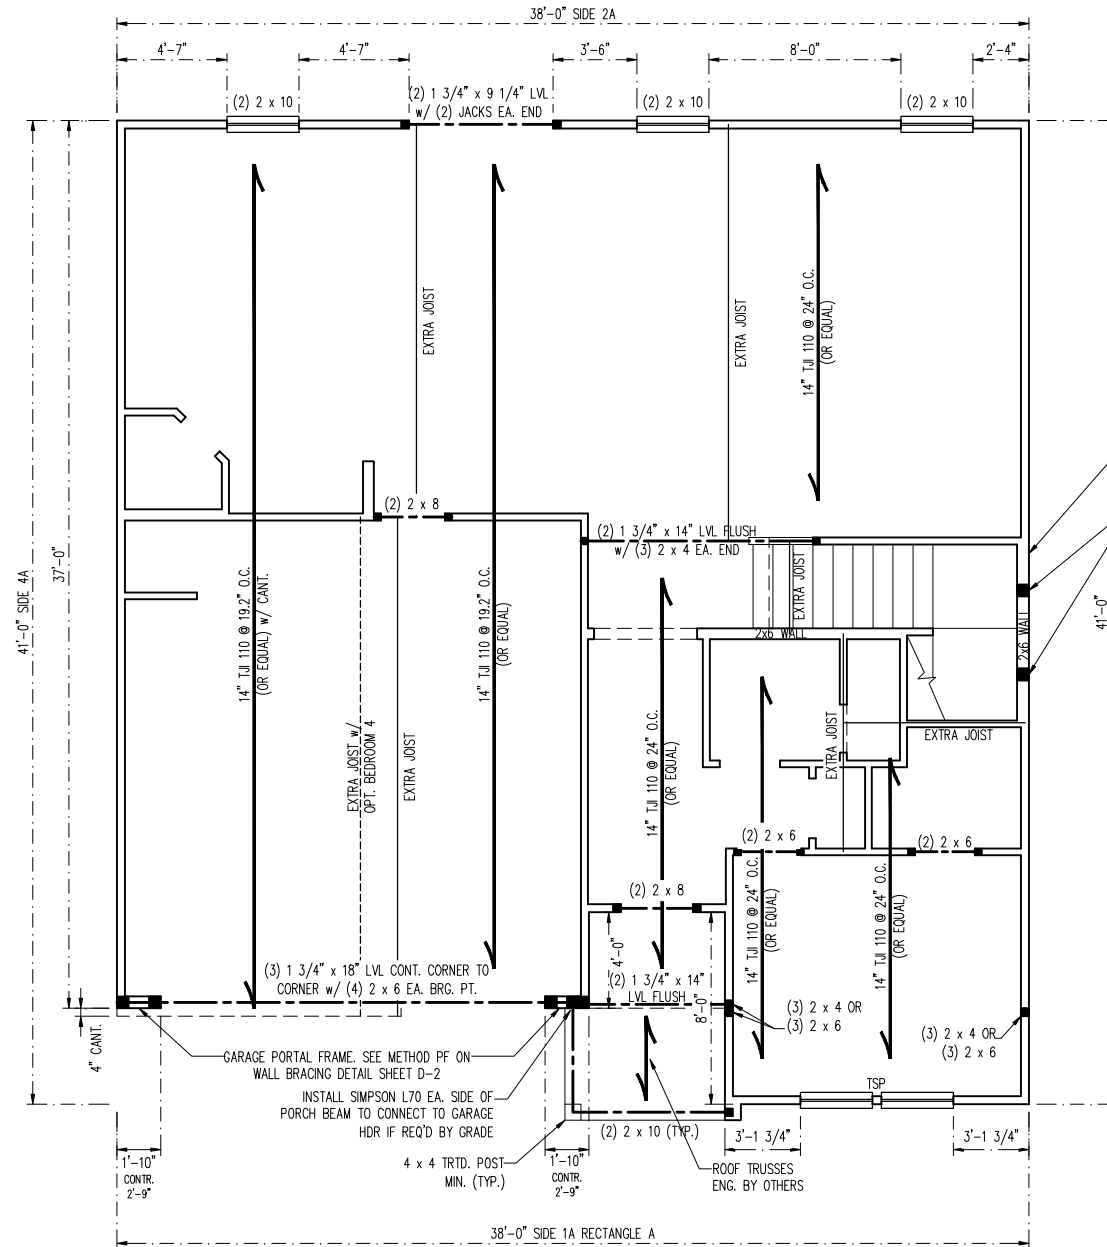 38'-0" SIDE 2A
4'-7"
4'-7"
3'-6"
8'-0"
2'-4"
(2) 2 x 10
(2) 1 3/4" x 9 1/4" LVL
w/ (2) JACKS EA. END
(2) 2 x 10
(2) 2 x 10
EXTRA JOIST
EXTRA JOIST
14" TJI 110 @ 24" O.C.
(OR EQUAL)
(2) 2 x 8
(2) 1 3/4" x 14" LVL FLUSH
w/ (3) 2 x 4 EA. END
41'-0" SIDE 4A
37'-0"
14" TJI 110 @ 19.2" O.C.
(OR EQUAL) w/ CANT.
14" TJI 110 @ 19.2" O.C.
(OR EQUAL)
EXTRA JOIST
2x6 WALL
2x6 WALL
41'-0"
EXTRA JOIST w/
OPT. BEDROOM 4
EXTRA JOIST
14" TJI 110 @ 24" O.C.
(OR EQUAL)
EXTRA JOIST
EXTRA JOIST
(2) 2 x 6
(2) 2 x 6
14" TJI 110 @ 24" O.C.
(OR EQUAL)
14" TJI 110 @ 24" O.C.
(OR EQUAL)
(2) 2 x 8
4'-0"
8'-0"
(3) 1 3/4" x 18" LVL CONT. CORNER TO
CORNER w/ (4) 2 x 6 EA. BRG. PT.
(2) 1 3/4" x 14"
LVL FLUSH
(3) 2 x 4 OR
(3) 2 x 6
(3) 2 x 4 OR
(3) 2 x 6
4" CANT.
GARAGE PORTAL FRAME. SEE METHOD PF ON
WALL BRACING DETAIL SHEET D-2
INSTALL SIMPSON L70 EA. SIDE OF
PORCH BEAM TO CONNECT TO GARAGE
HDR IF REQ'D BY GRADE
TSP
(2) 2 x 10 (TYP.)
3'-1 3/4"
3'-1 3/4"
1'-10"
CONTR.
2'-9"
4 x 4 TRTD. POST
MIN. (TYP.)
1'-10"
CONTR.
2'-9"
ROOF TRUSSES
ENG. BY OTHERS
38'-0" SIDE 1A RECTANGLE A